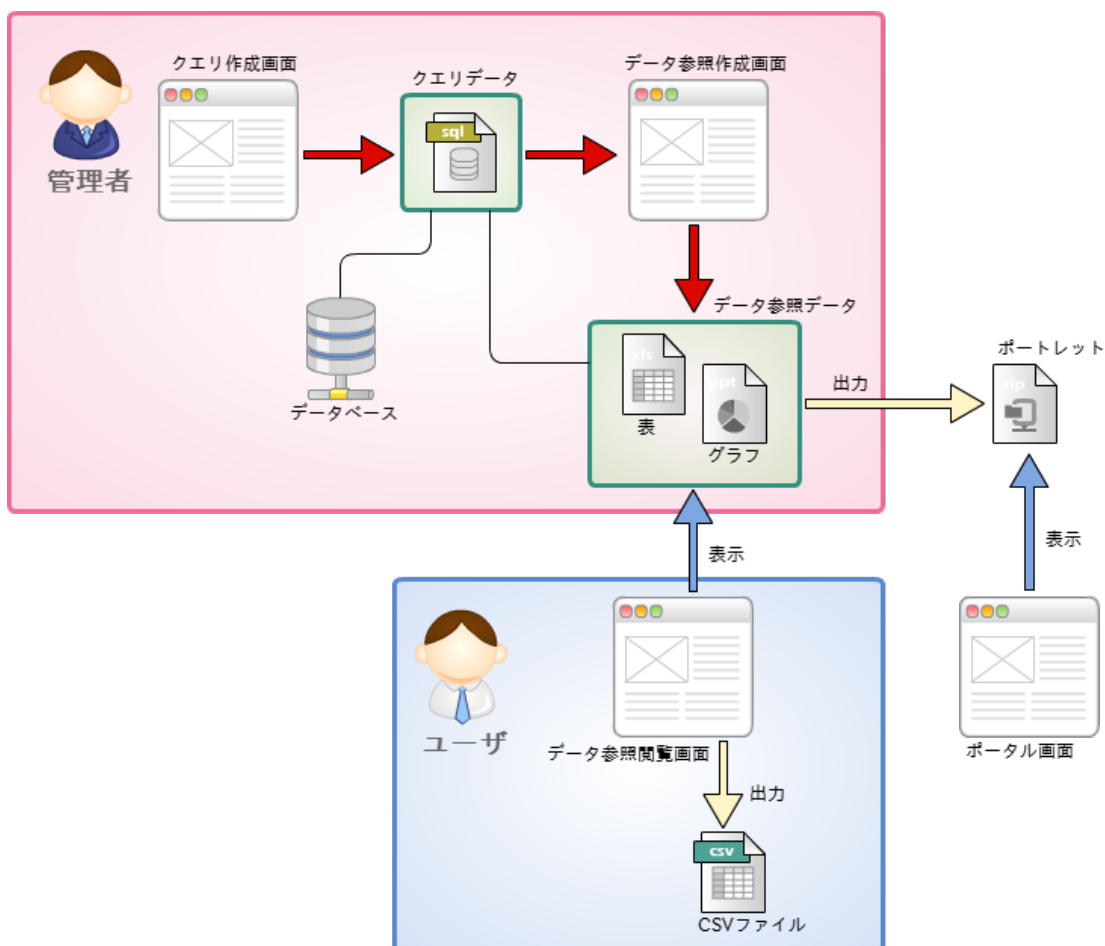 クエリ作成画面
クエリデータ
データ参照作成画面
sql
管理者
データ参照データ
xls
ppt
表
グラフ
データベース
出力
ポートレット
zip
表示
表示
ユーザ
データ参照閲覧画面
ポータル画面
出力
csv
CSVファイル